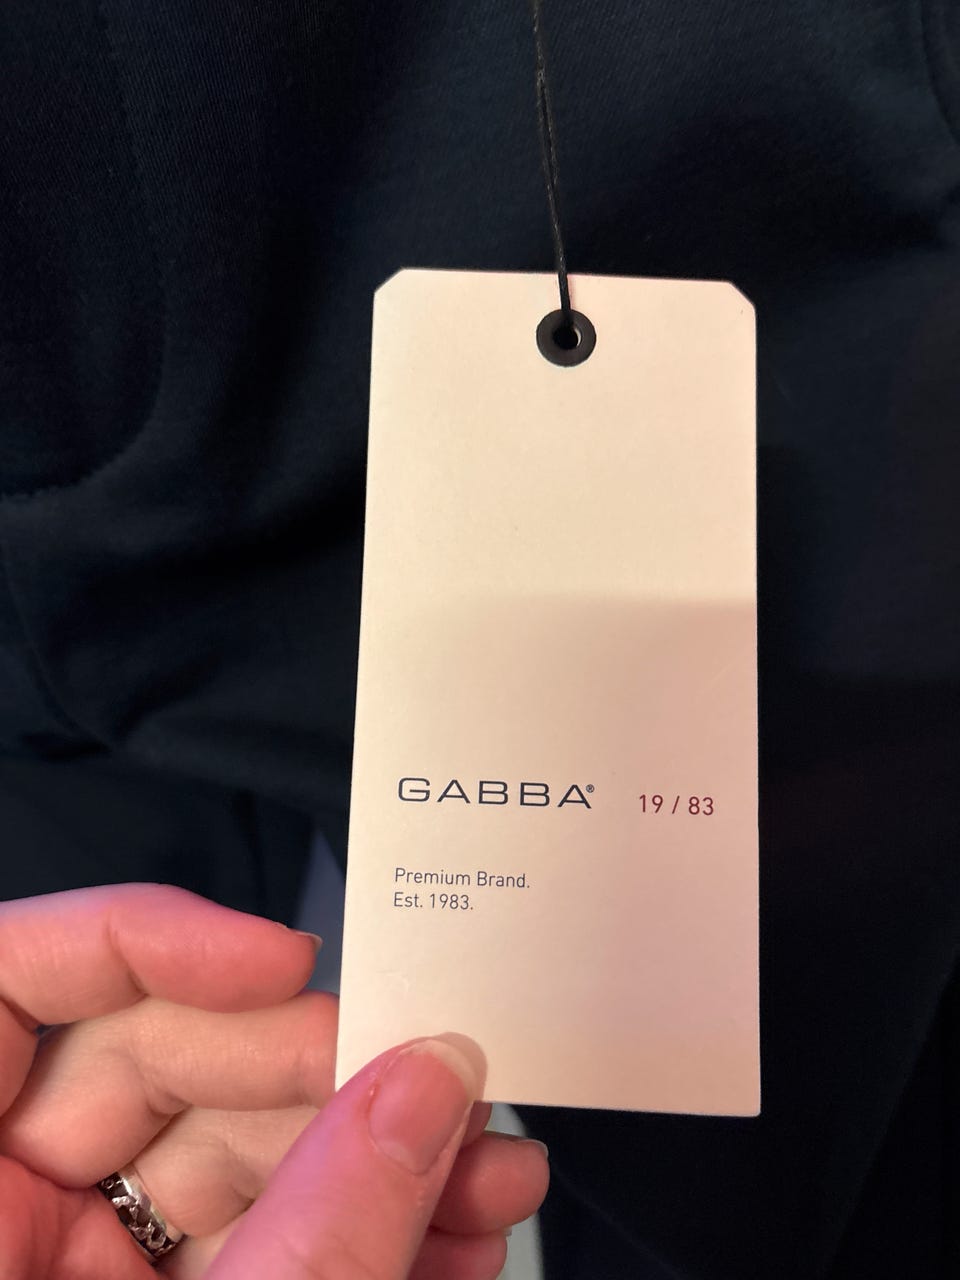 GABBA® 19 / 83
Premium Brand.
Est. 1983.